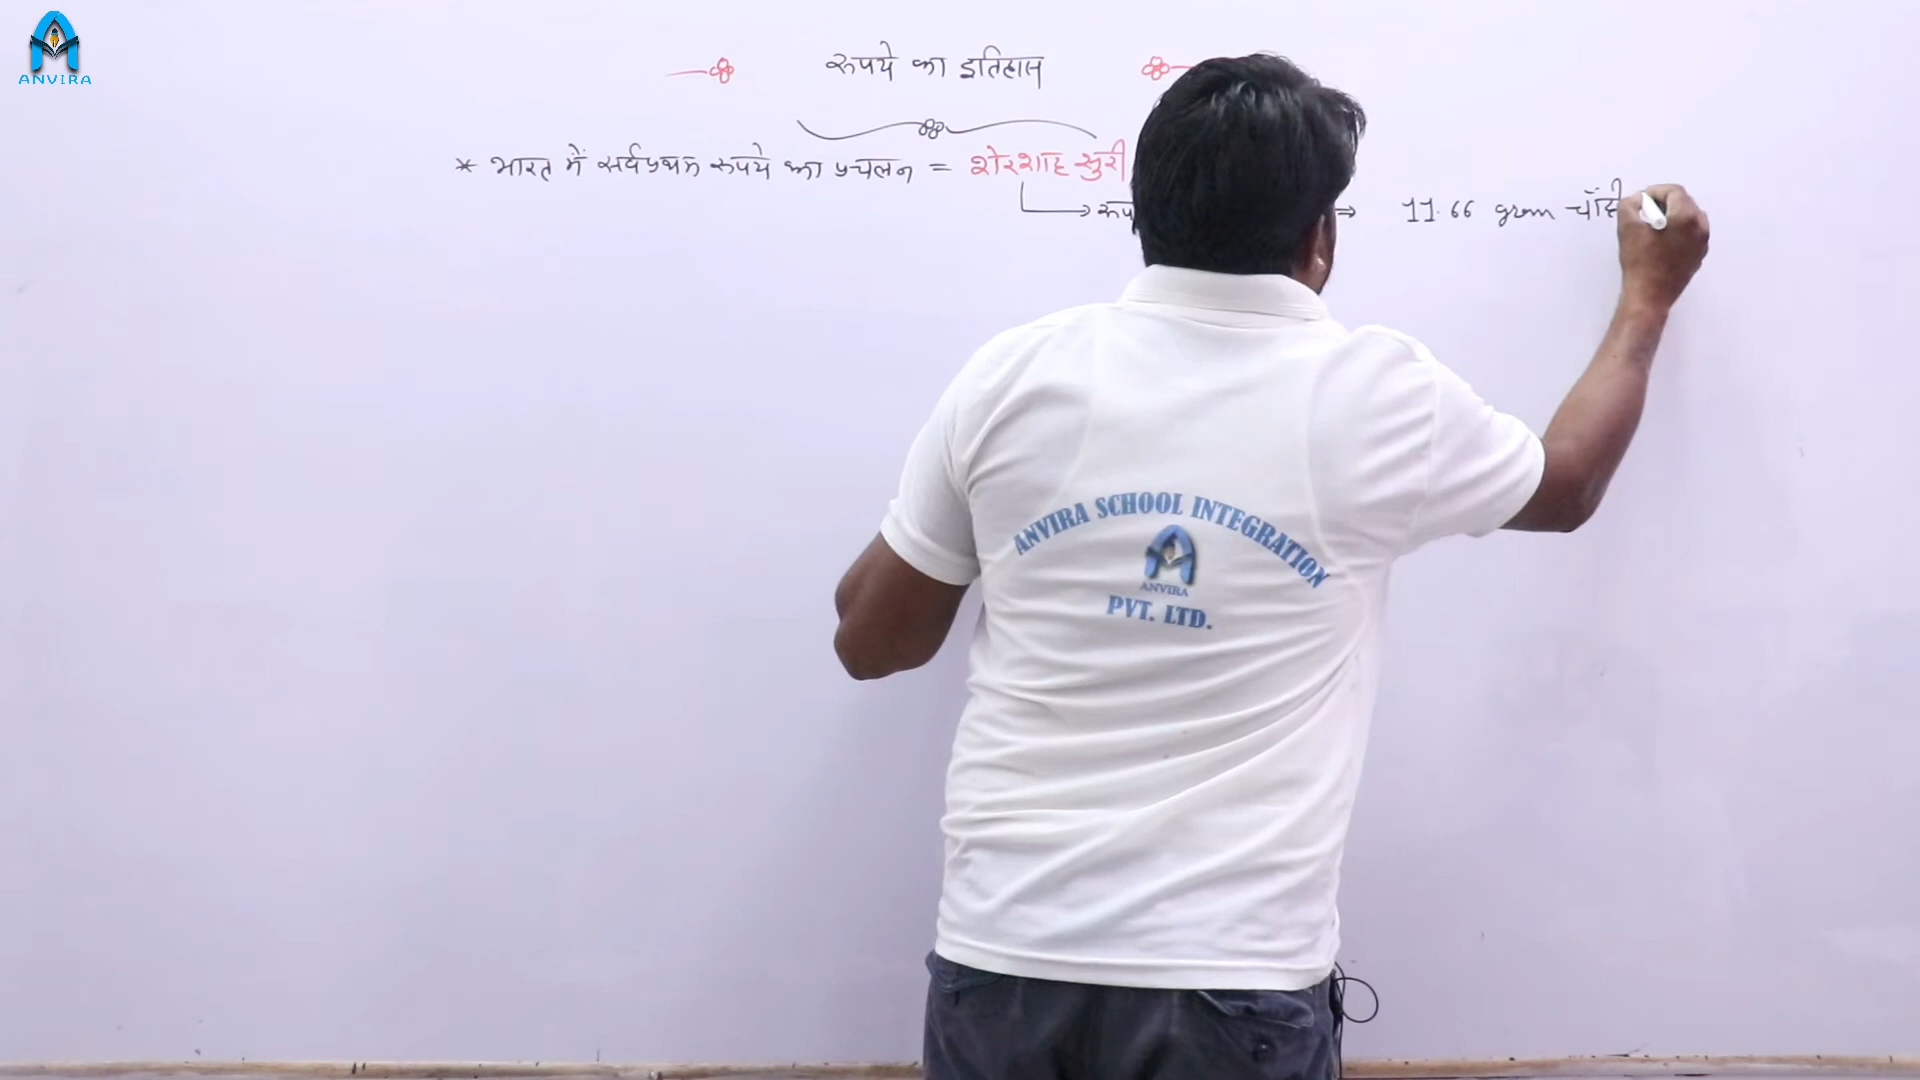 ANVIRA
रूपये का इतिहास
* भारत में सर्वप्रथम रूपये का प्रचलन = शेरशाह सुरी
→ रूप → 11.66 gram चाँदी
ANVIRA SCHOOL INTEGRATION
ANVIRA
PVT. LTD.